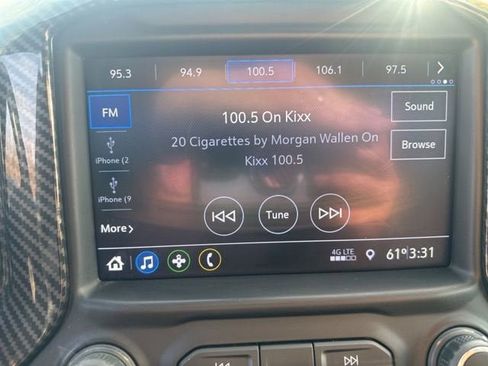 95.3 94.9 100.5 106.1 97.5
FM
100.5 On Kixx
Sound
20 Cigarettes by Morgan Wallen On
Kixx 100.5
Browse
iPhone (2
iPhone (9
Tune
More
4G LTE
61° 3:31